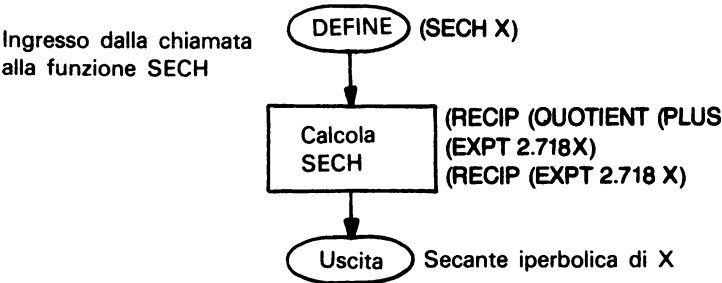 Ingresso dalla chiamata
alla funzione SECH
DEFINE
(SECH X)
Calcola
SECH
(RECIP (OUOTIENT (PLUS
(EXPT 2.718X)
(RECIP (EXPT 2.718 X)
Uscita
Secante iperbolica di X